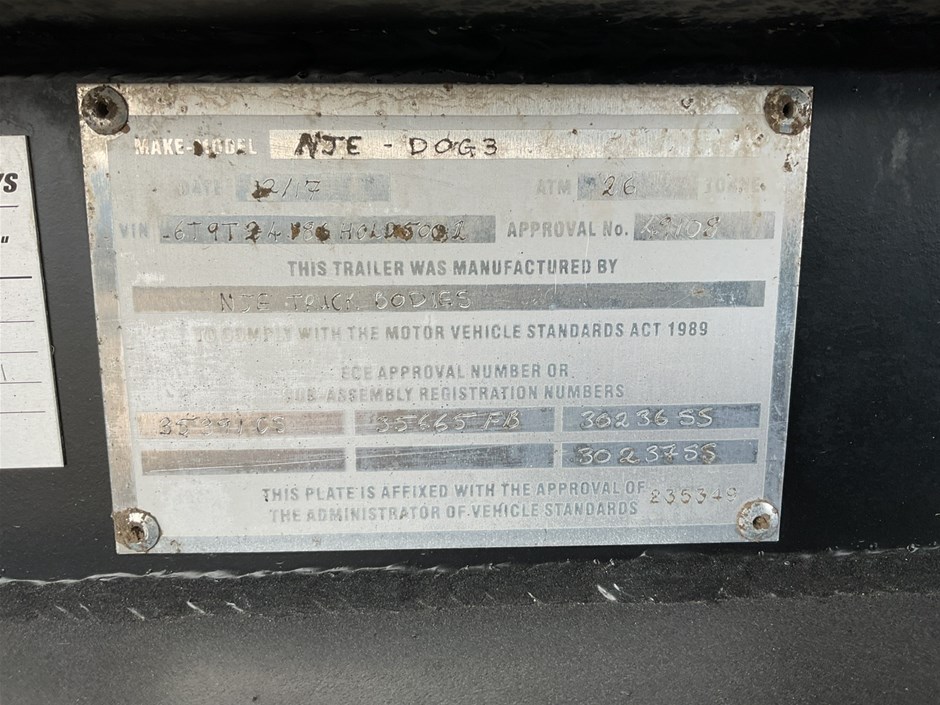 YS
"
MAKE-MODEL NJE - DOG3
DATE 12/17 ATM 26 TONNE
VIN APPROVAL No.
THIS TRAILER WAS MANUFACTURED BY
NJE TRUCK BODIES
TO COMPLY WITH THE MOTOR VEHICLE STANDARDS ACT 1989
ECE APPROVAL NUMBER OR
SUB-ASSEMBLY REGISTRATION NUMBERS
35665FB 30236SS
30237SS
THIS PLATE IS AFFIXED WITH THE APPROVAL OF 235349
THE ADMINISTRATOR OF VEHICLE STANDARDS